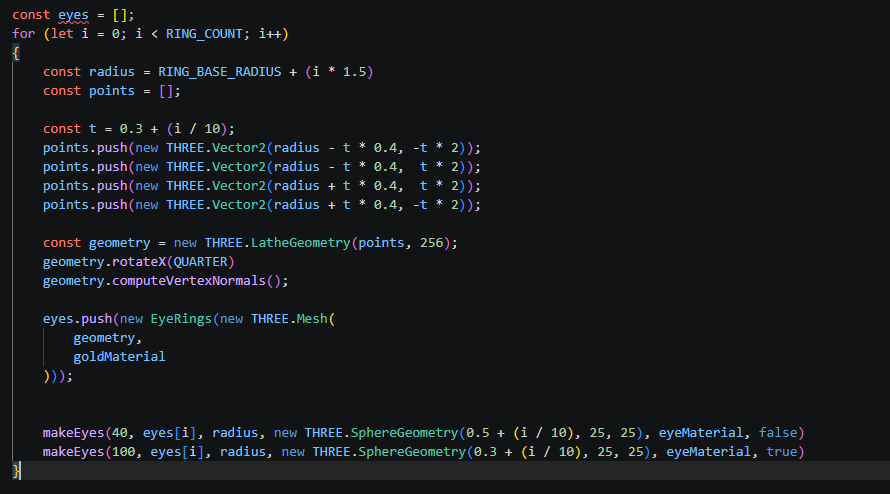 const eyes = [];
for (let i = 0; i < RING_COUNT; i++)
{
    const radius = RING_BASE_RADIUS + (i * 1.5)
    const points = [];

    const t = 0.3 + (i / 10);
    points.push(new THREE.Vector2(radius - t * 0.4, -t * 2));
    points.push(new THREE.Vector2(radius - t * 0.4,  t * 2));
    points.push(new THREE.Vector2(radius + t * 0.4,  t * 2));
    points.push(new THREE.Vector2(radius + t * 0.4, -t * 2));

    const geometry = new THREE.LatheGeometry(points, 256);
    geometry.rotateX(QUARTER)
    geometry.computeVertexNormals();

    eyes.push(new EyeRings(new THREE.Mesh(
        geometry,
        goldMaterial
    )));


    makeEyes(40, eyes[i], radius, new THREE.SphereGeometry(0.5 + (i / 10), 25, 25), eyeMaterial, false)
    makeEyes(100, eyes[i], radius, new THREE.SphereGeometry(0.3 + (i / 10), 25, 25), eyeMaterial, true)
}